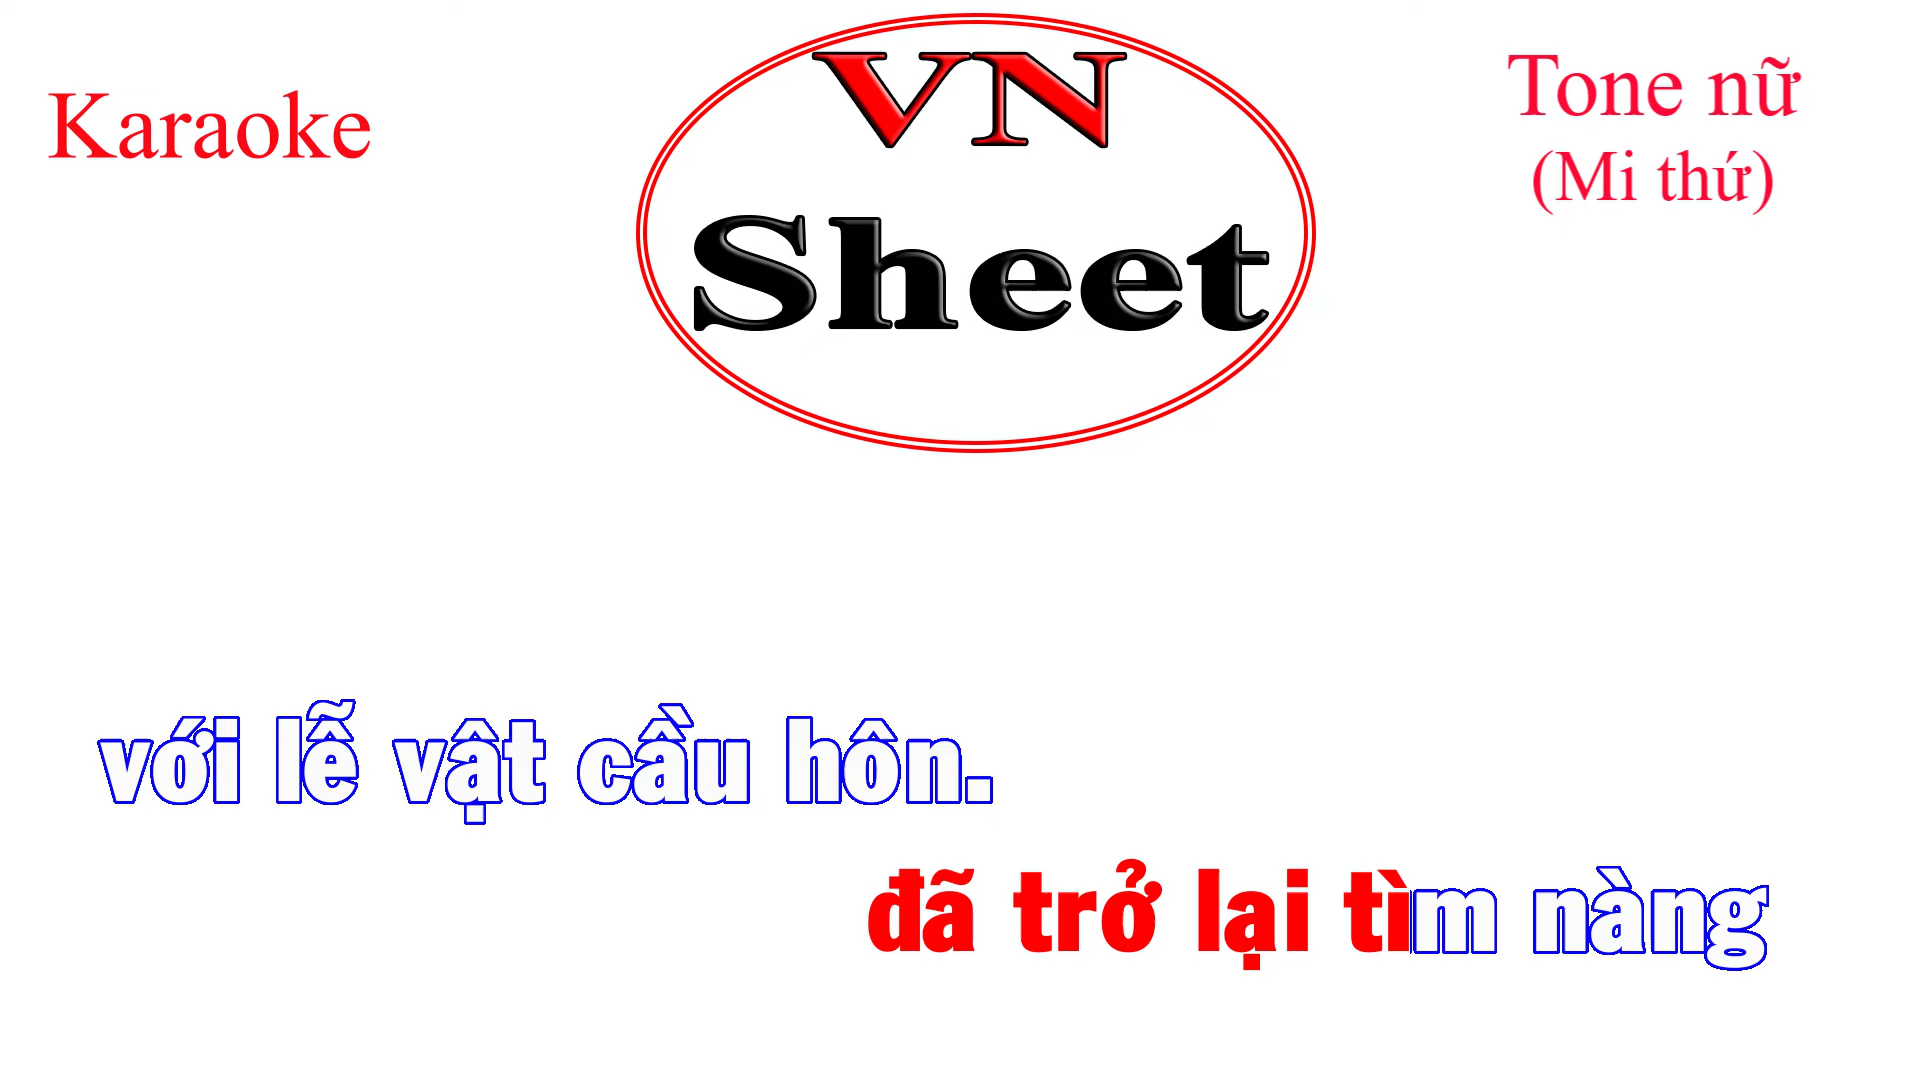 Karaoke
VN
Sheet
Tone nữ
(Mi thứ)
với lễ vật cầu hôn.
đã trở lại tìm nàng